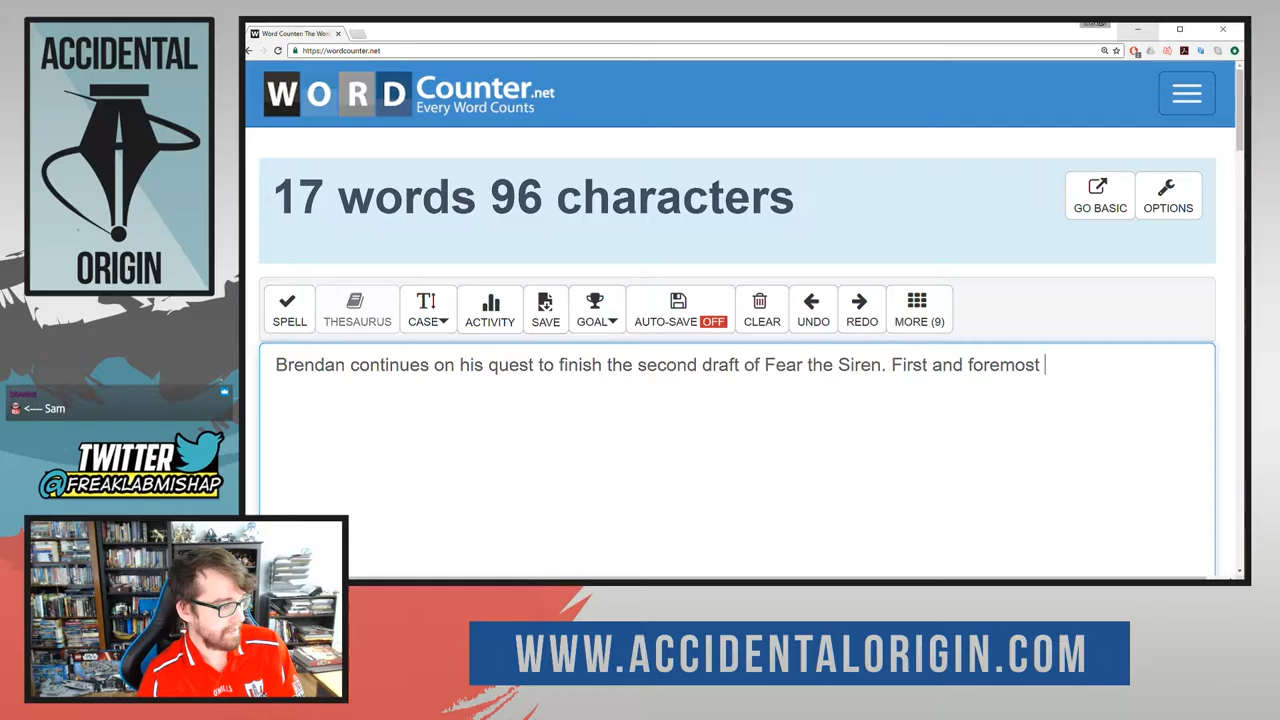 ACCIDENTAL
ORIGIN
Word Counter: The Wor
https://wordcounter.net
W O R D Counter.net
Every Word Counts
17 words 96 characters
GO BASIC
OPTIONS
SPELL
THESAURUS
CASE
ACTIVITY
SAVE
GOAL
AUTO-SAVE OFF
CLEAR
UNDO
REDO
MORE (9)
Brendan continues on his quest to finish the second draft of Fear the Siren. First and foremost
<--- Sam
TWITTER
@FREAKLABMISHAP
WWW.ACCIDENTALORIGIN.COM